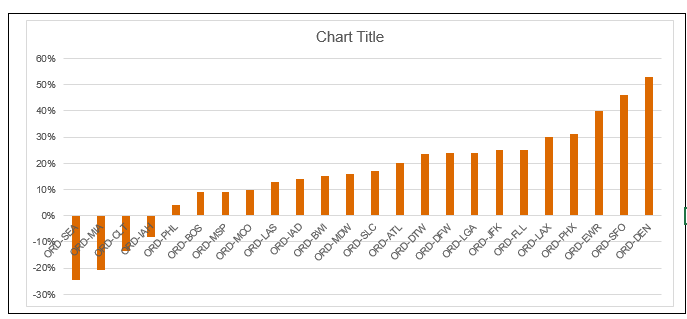 Chart Title
60%
50%
40%
30%
20%
10%
0%
-10%
-20%
-30%
ORD-SEA
ORD-MIA
ORD-CLT
ORD-IAH
ORD-PHL
ORD-BOS
ORD-MSP
ORD-MCO
ORD-LAS
ORD-IAD
ORD-BWI
ORD-MDW
ORD-SLC
ORD-ATL
ORD-DTW
ORD-DFW
ORD-LGA
ORD-JFK
ORD-FLL
ORD-LAX
ORD-PHX
ORD-EWR
ORD-SFO
ORD-DEN